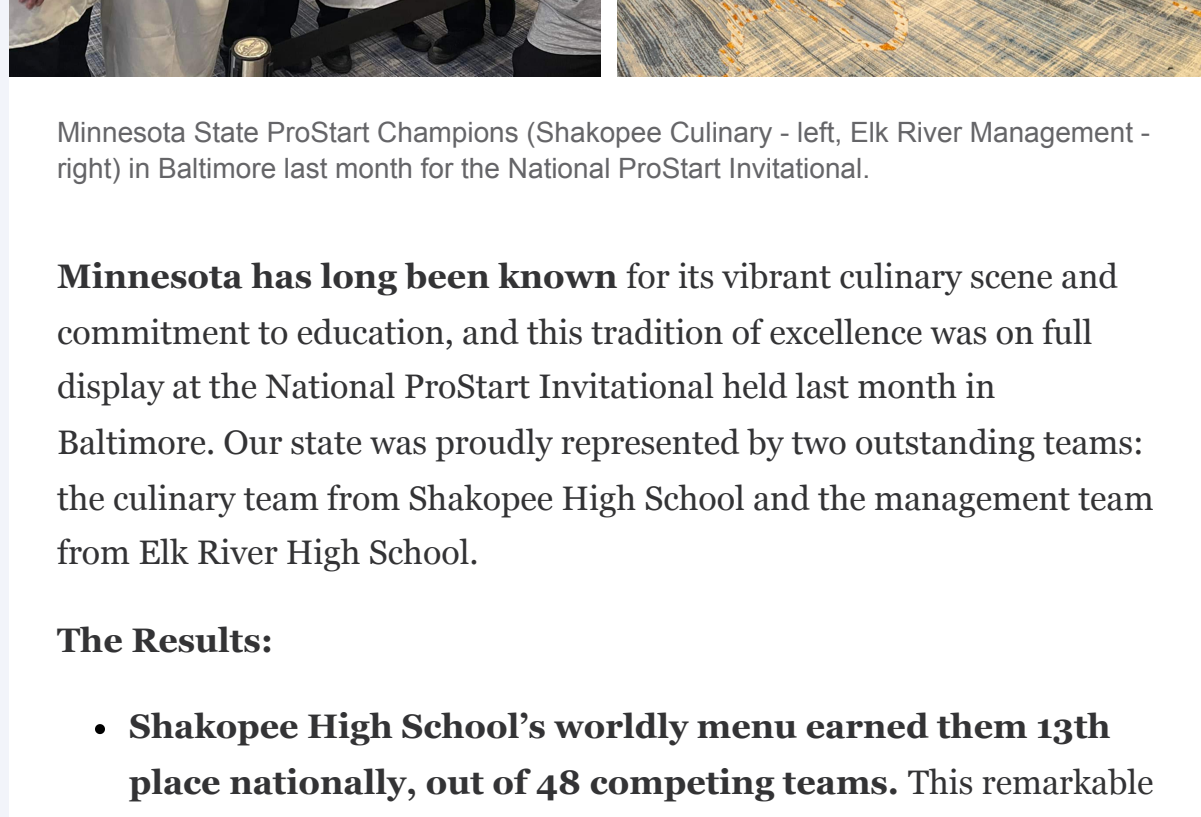 Minnesota State ProStart Champions (Shakopee Culinary - left, Elk River Management -
right) in Baltimore last month for the National ProStart Invitational.
Minnesota has long been known for its vibrant culinary scene and
commitment to education, and this tradition of excellence was on full
display at the National ProStart Invitational held last month in
Baltimore. Our state was proudly represented by two outstanding teams:
the culinary team from Shakopee High School and the management team
from Elk River High School.
The Results:
• Shakopee High School’s worldly menu earned them 13th
place nationally, out of 48 competing teams. This remarkable